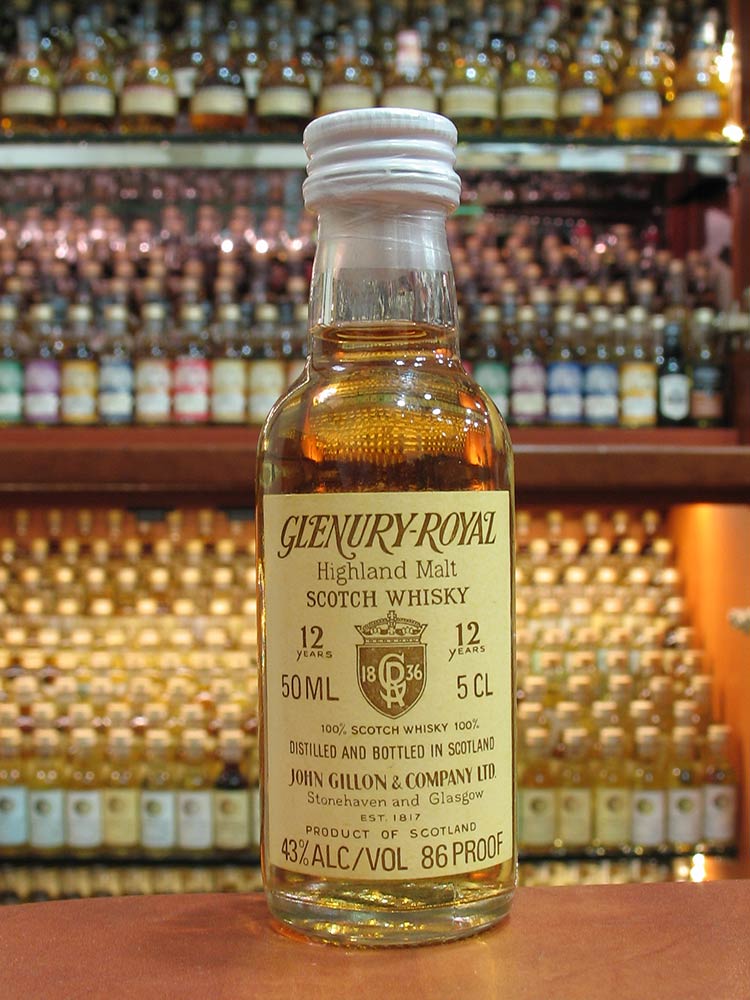 GLENURY-ROYAL
Highland Malt
SCOTCH WHISKY
12 YEARS
12 YEARS
18 36
50 ML 5 CL
100% SCOTCH WHISKY 100%
DISTILLED AND BOTTLED IN SCOTLAND
JOHN GILLON & COMPANY LTD.
Stonehaven and Glasgow
EST. 1817
PRODUCT OF SCOTLAND
43% ALC/VOL 86 PROOF